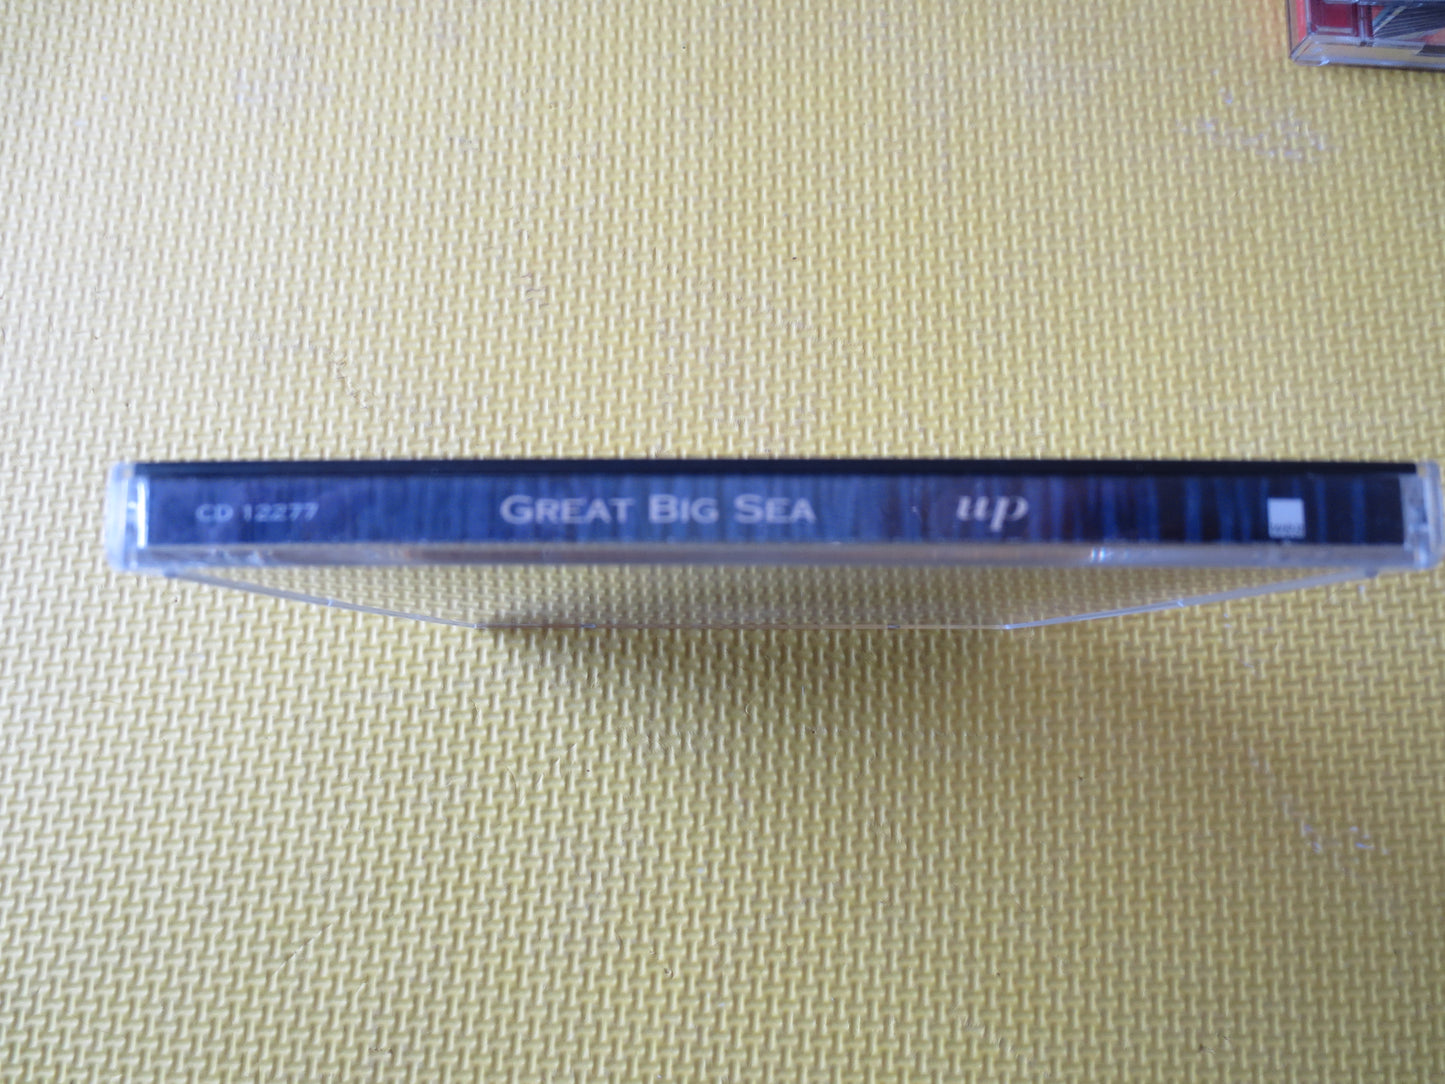 CD 12277 GREAT BIG SEA up